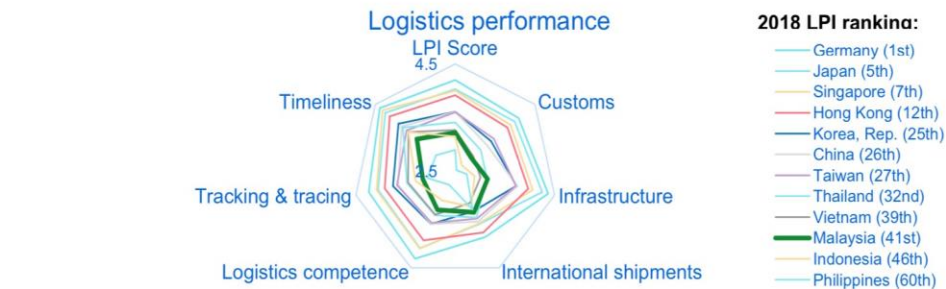 Logistics performance
LPI Score
4.5
Timeliness
Customs
2.5
Tracking & tracing
Infrastructure
Logistics competence
International shipments
2018 LPI ranking:
Germany (1st)
Japan (5th)
Singapore (7th)
Hong Kong (12th)
Korea, Rep. (25th)
China (26th)
Taiwan (27th)
Thailand (32nd)
Vietnam (39th)
Malaysia (41st)
Indonesia (46th)
Philippines (60th)